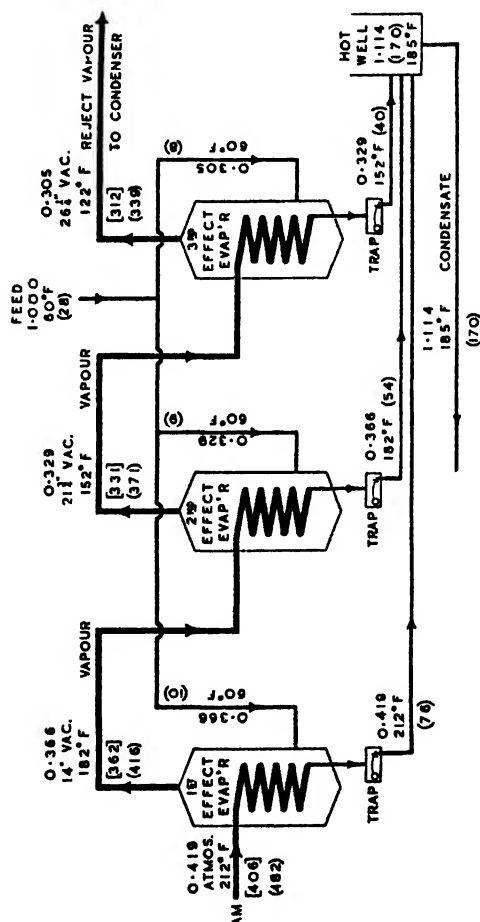 0·305
26¼" VAC.
122°F
[312]
(339)
REJECT VAPOUR
TO CONDENSER
FEED
1·000
60°F
(28)
(8)
60°F
0·305
3RD
EFFECT
EVAP'R
TRAP
0·329
152°F (40)
HOT
WELL
1·114
(170)
185°F
VAPOUR
0·329
21¾" VAC.
152°F
[331]
(371)
(9)
60°F
0·329
2ND
EFFECT
EVAP'R
TRAP
0·366
182°F (54)
1·114
185°F
CONDENSATE
(170)
VAPOUR
0·366
14" VAC.
182°F
[362]
(416)
(10)
60°F
0·366
1ST
EFFECT
EVAP'R
TRAP
0·419
212°F
(76)
0·419
ATMOS.
212°F
AM
[406]
(482)